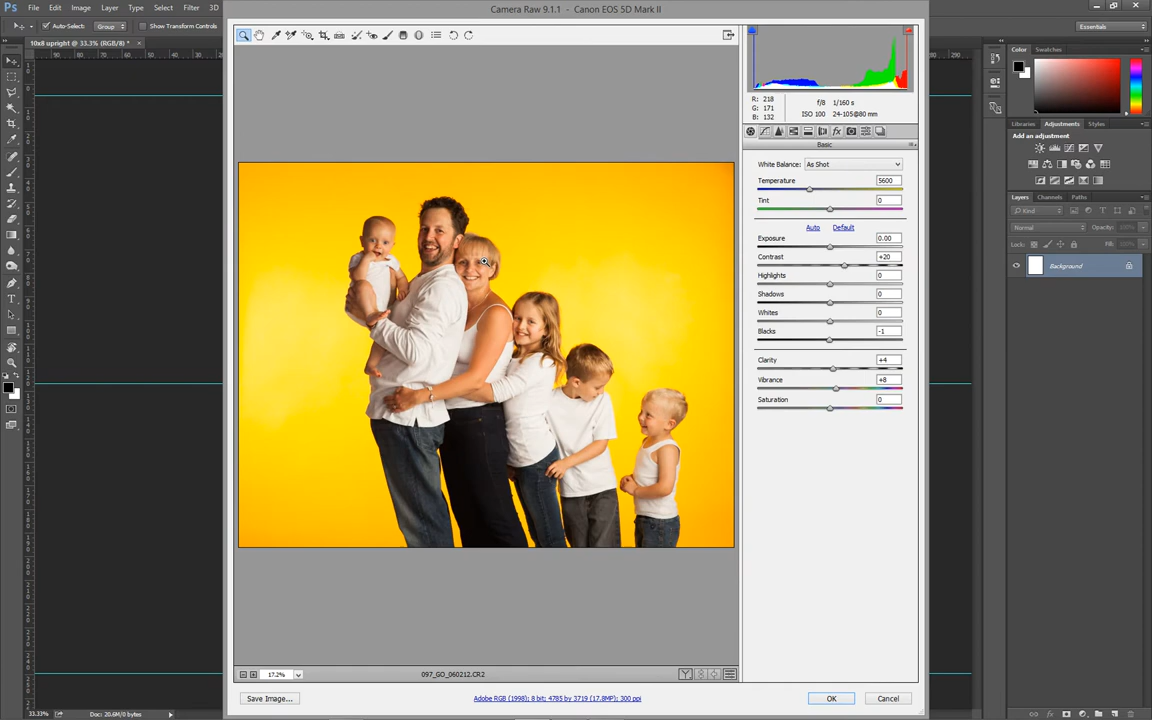 Ps File Edit Image Layer Type Select Filter 3D
Camera Raw 9.1.1 - Canon EOS 5D Mark II
Auto-Select: Group Show Transform Controls
Essentials
10x8 upright @ 33.3% (RGB/8) *
Color Swatches
R: 218
G: 171
B: 132
f/8 1/160 s
ISO 100 24-105@80 mm
Basic
White Balance: As Shot
Temperature 5600
Tint 0
Auto Default
Exposure 0.00
Contrast +20
Highlights 0
Shadows 0
Whites 0
Blacks -1
Clarity +4
Vibrance +8
Saturation 0
Libraries Adjustments Styles
Add an adjustment
Layers Channels Paths
Kind
Normal Opacity:
Lock: Fill:
Background
17.2%
097_GO_060212.CR2
Save Image...
Adobe RGB (1998); 8 bit; 4785 by 3719 (17.8MP); 300 ppi
OK Cancel
33.33% Doc: 20.6M/0 bytes